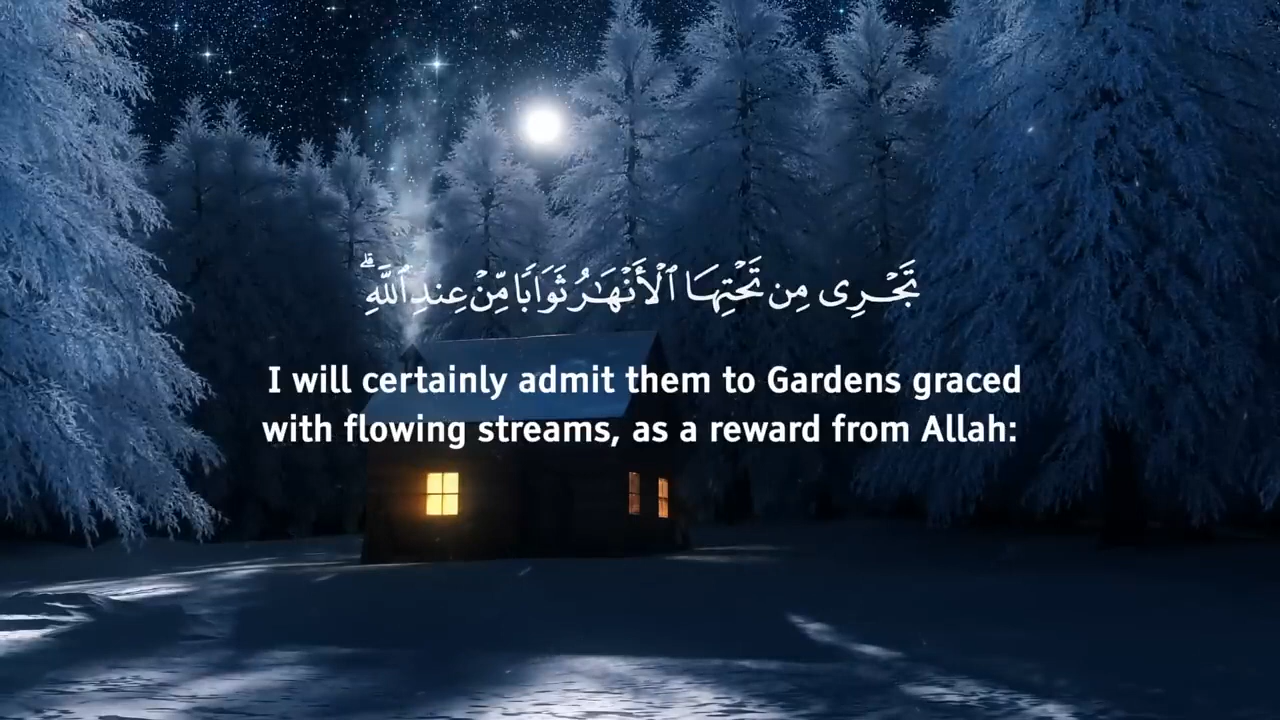 تَجْرِى مِن تَحْتِهَا ٱلْأَنْهَـٰرُ ثَوَابًا مِّنْ عِندِ ٱللَّهِ ۗ
I will certainly admit them to Gardens graced
with flowing streams, as a reward from Allah: